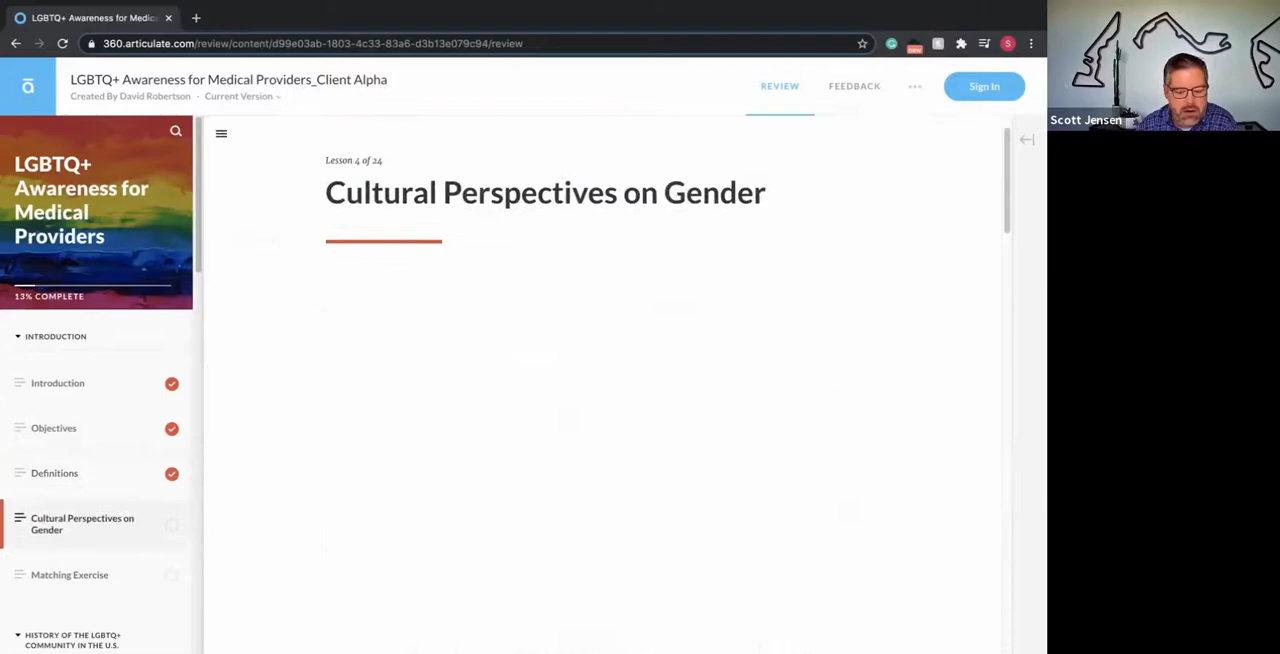 LGBTQ+ Awareness for Medic
360.articulate.com/review/content/d99e03ab-1803-4c33-83a6-d3b13e079c94/review
new
S
LGBTQ+ Awareness for Medical Providers_Client Alpha
Created By David Robertson · Current Version
REVIEW
FEEDBACK
Sign In
Scott Jensen
LGBTQ+
Awareness for
Medical
Providers
13% COMPLETE
INTRODUCTION
Introduction
Objectives
Definitions
Cultural Perspectives on
Gender
Matching Exercise
HISTORY OF THE LGBTQ+
COMMUNITY IN THE U.S.
Lesson 4 of 24
Cultural Perspectives on Gender